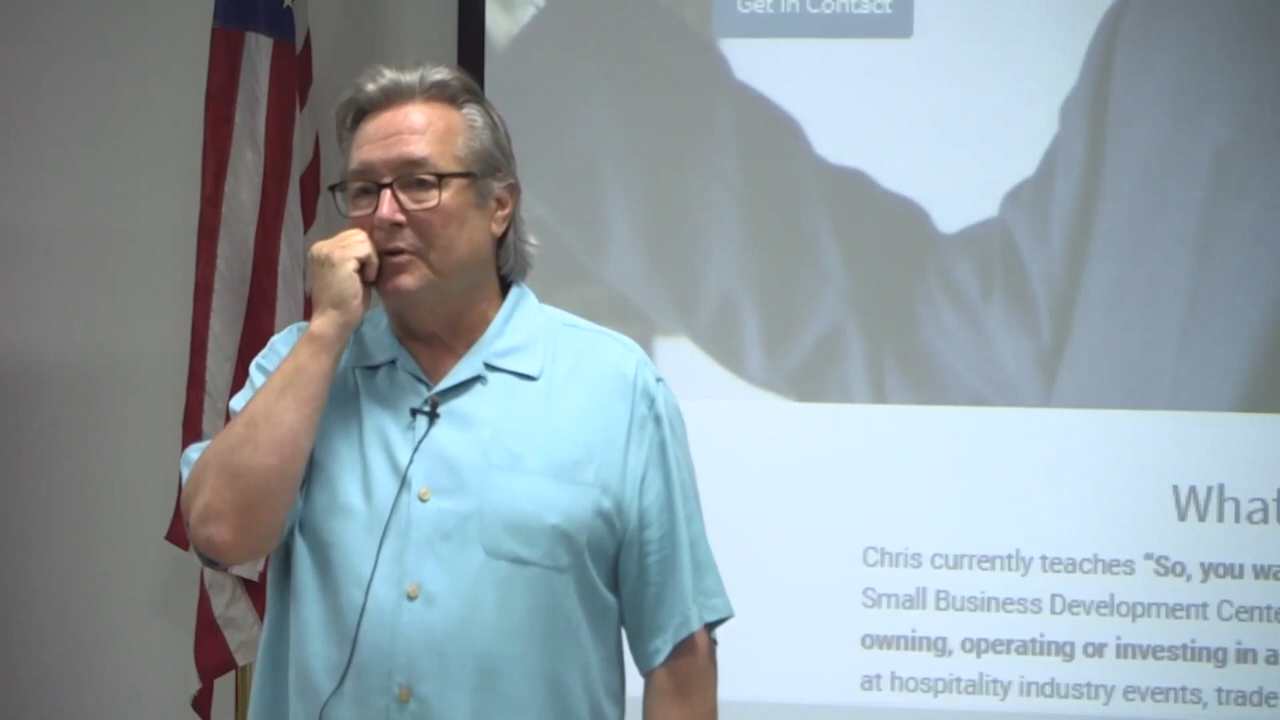 Get In Contact
What
Chris currently teaches “So, you wa
Small Business Development Cente
owning, operating or investing in a
at hospitality industry events, trade